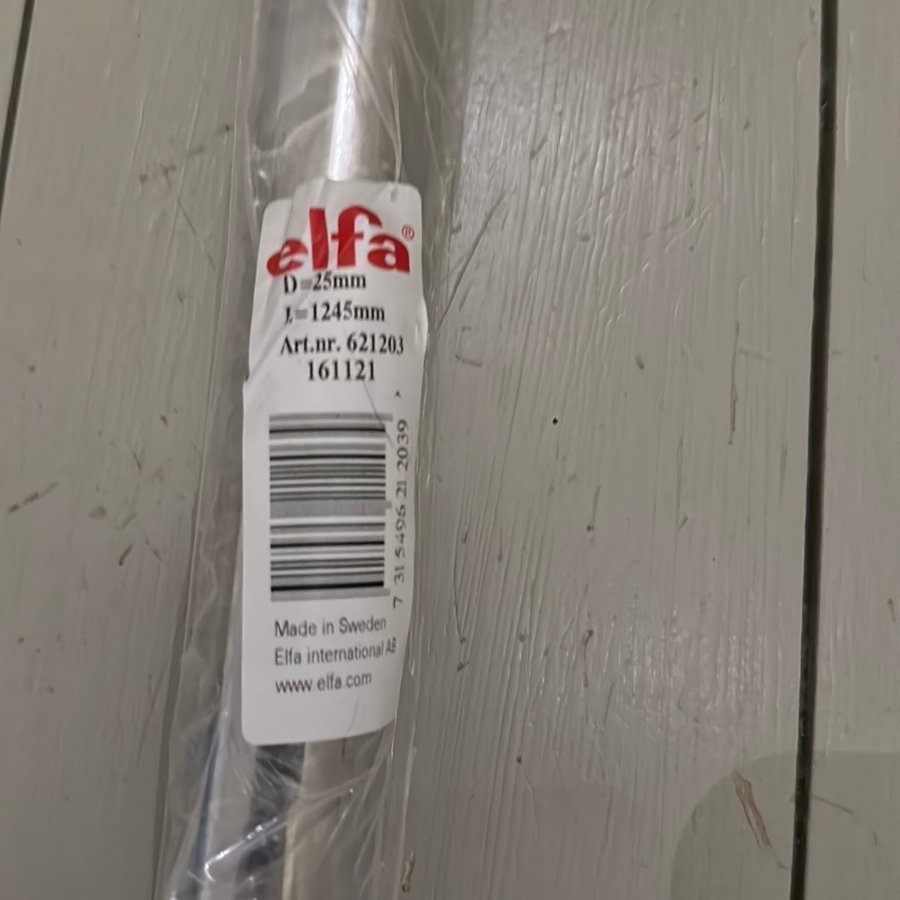 elfa®
D=25mm
L=1245mm
Art.nr. 621203
161121
7 315496 212039
Made in Sweden
Elfa international AB
www.elfa.com